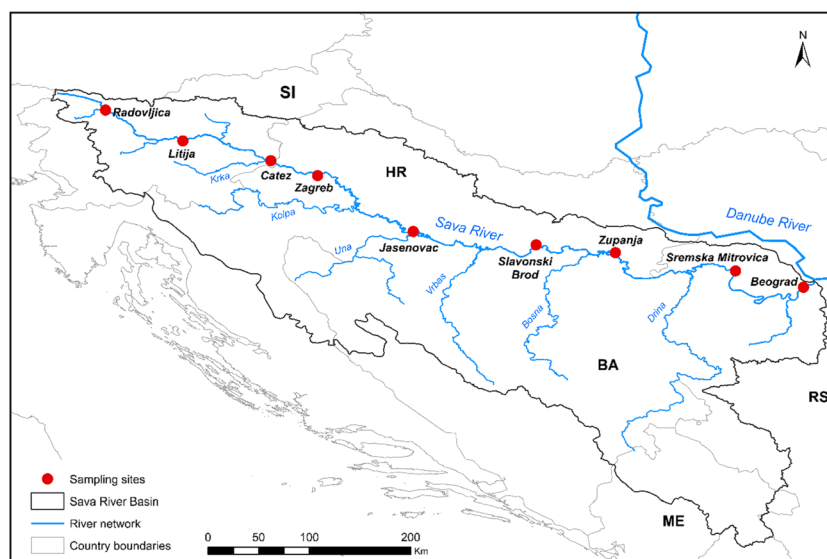 N
SI
Radovljica
Litija
Catez
HR
Krka
Zagreb
Kolpa
Sava River
Danube River
Una
Jasenovac
Zupanja
Slavonski
Brod
Sremska Mitrovica
Beograd
Vrbas
Bosna
Drina
BA
RS
ME
Sampling sites
Sava River Basin
River network
Country boundaries
0 50 100 200
Km